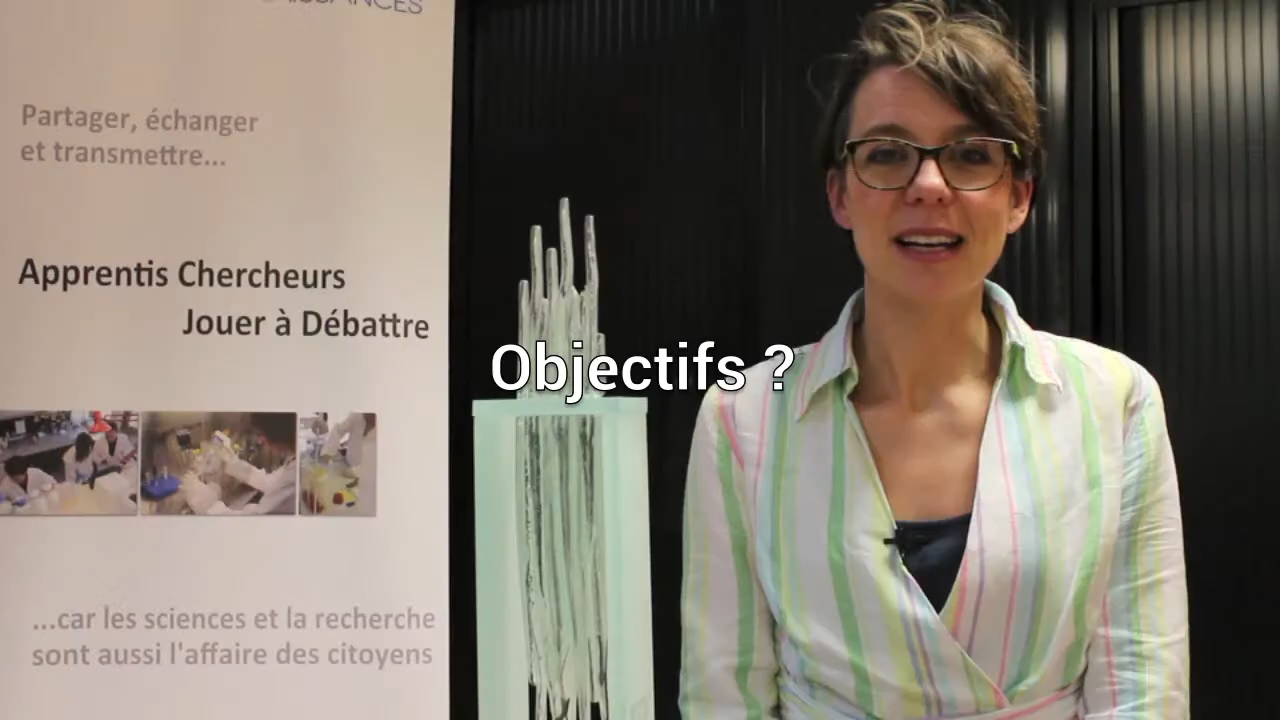 Partager, échanger
et transmettre...
Apprentis Chercheurs
Jouer à Débattre
Objectifs ?
...car les sciences et la recherche
sont aussi l'affaire des citoyens